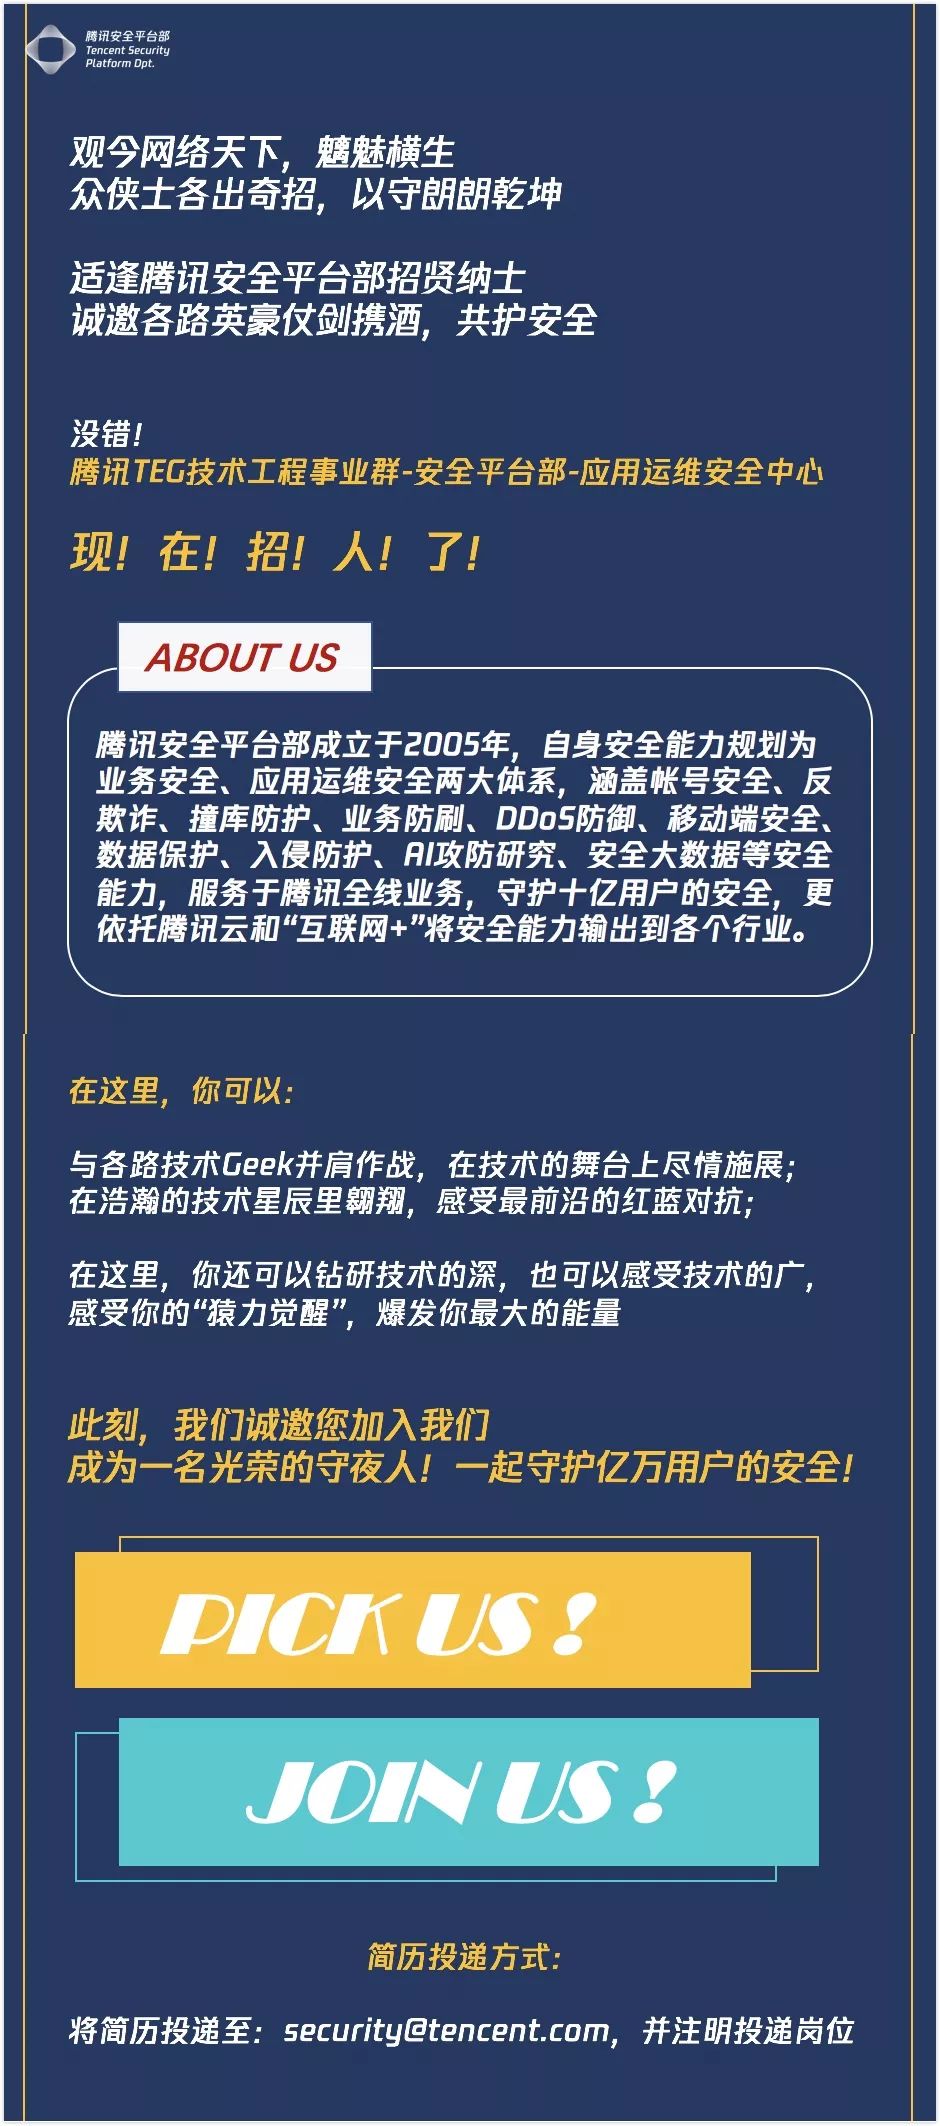 腾讯安全平台部
Tencent Security
Platform Dpt.
观今网络天下，魑魅横生
众侠士各出奇招，以守朗朗乾坤
适逢腾讯安全平台部招贤纳士
诚邀各路英豪仗剑携酒，共护安全
没错！
腾讯TEG技术工程事业群-安全平台部-应用运维安全中心
现！在！招！人！了！
ABOUT US
腾讯安全平台部成立于2005年，自身安全能力规划为
业务安全、应用运维安全两大体系，涵盖帐号安全、反
欺诈、撞库防护、业务防刷、DDoS防御、移动端安全、
数据保护、入侵防护、AI攻防研究、安全大数据等安全
能力，服务于腾讯全线业务，守护十亿用户的安全，更
依托腾讯云和“互联网+”将安全能力输出到各个行业。
在这里，你可以：
与各路技术Geek并肩作战，在技术的舞台上尽情施展；
在浩瀚的技术星辰里翱翔，感受最前沿的红蓝对抗；
在这里，你还可以钻研技术的深，也可以感受技术的广，
感受你的“猿力觉醒”，爆发你最大的能量
此刻，我们诚邀您加入我们
成为一名光荣的守夜人！一起守护亿万用户的安全！
PICK US !
JOIN US !
简历投递方式：
将简历投递至：security@tencent.com，并注明投递岗位